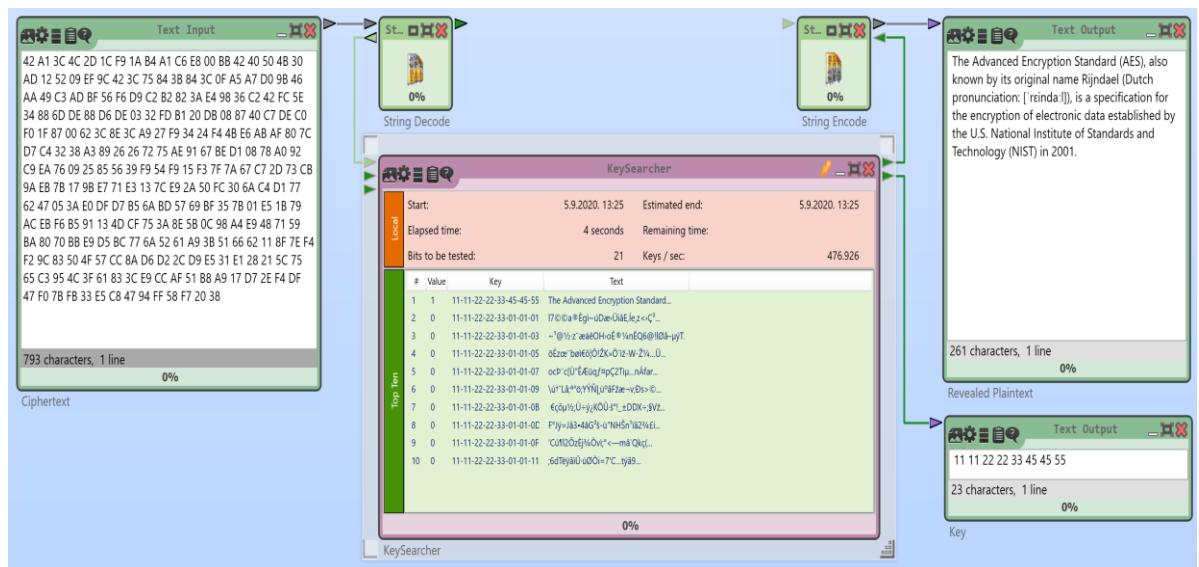 Text Input
42 A1 3C 4C 2D 1C F9 1A B4 A1 C6 E8 00 BB 42 40 50 4B 30
AD 12 52 09 EF 9C 42 3C 75 84 3B 84 3C 0F A5 A7 D0 9B 46
AA 49 C3 AD BF 56 F6 D9 C2 B2 82 3A E4 98 36 C2 42 FC 5E
34 88 6D DE 88 D6 DE 03 32 FD B1 20 DB 08 87 40 C7 DE C0
F0 1F 87 00 62 3C 8E 3C A9 27 F9 34 24 F4 4B E6 AB AF 80 7C
D7 C4 32 38 A3 89 26 26 72 75 AE 91 67 BE D1 08 78 A0 92
C9 EA 76 09 25 85 56 39 F9 54 F9 15 F3 7F 7A 67 C7 2D 73 CB
9A EB 7B 17 9B E7 71 E3 13 7C E9 2A 50 FC 30 6A C4 D1 77
62 47 05 3A E0 DF D7 B5 6A BD 57 69 BF 35 7B 01 E5 1B 79
AC EB F6 B5 91 13 4D CF 75 3A 8E 5B 0C 98 A4 E9 48 71 59
BA 80 70 BB E9 D5 BC 77 6A 52 61 A9 3B 51 66 62 11 8F 7E F4
F2 9C 83 50 4F 57 CC 8A D6 D2 2C D9 E5 31 E1 28 21 5C 75
65 C3 95 4C 3F 61 83 3C E9 CC AF 51 B8 A9 17 D7 2E F4 DF
47 F0 7B FB 33 E5 C8 47 94 FF 58 F7 20 38
793 characters, 1 line
0%
Ciphertext
St...
0%
String Decode
St...
0%
String Encode
KeySearcher
Local
Start: 5.9.2020. 13:25 Estimated end: 5.9.2020. 13:25
Elapsed time: 4 seconds Remaining time:
Bits to be tested: 21 Keys / sec: 476.926
Top Ten
# Value Key Text
1 1 11-11-22-22-33-45-45-55 The Advanced Encryption Standard...
2 0 11-11-22-22-33-01-01-01
3 0 11-11-22-22-33-01-01-03
4 0 11-11-22-22-33-01-01-05
5 0 11-11-22-22-33-01-01-07
6 0 11-11-22-22-33-01-01-09
7 0 11-11-22-22-33-01-01-0B
8 0 11-11-22-22-33-01-01-0D
9 0 11-11-22-22-33-01-01-0F
10 0 11-11-22-22-33-01-01-11
0%
KeySearcher
Text Output
The Advanced Encryption Standard (AES), also
known by its original name Rijndael (Dutch
pronunciation: [ˈrɛindaːl]), is a specification for
the encryption of electronic data established by
the U.S. National Institute of Standards and
Technology (NIST) in 2001.
261 characters, 1 line
0%
Revealed Plaintext
Text Output
11 11 22 22 33 45 45 55
23 characters, 1 line
0%
Key